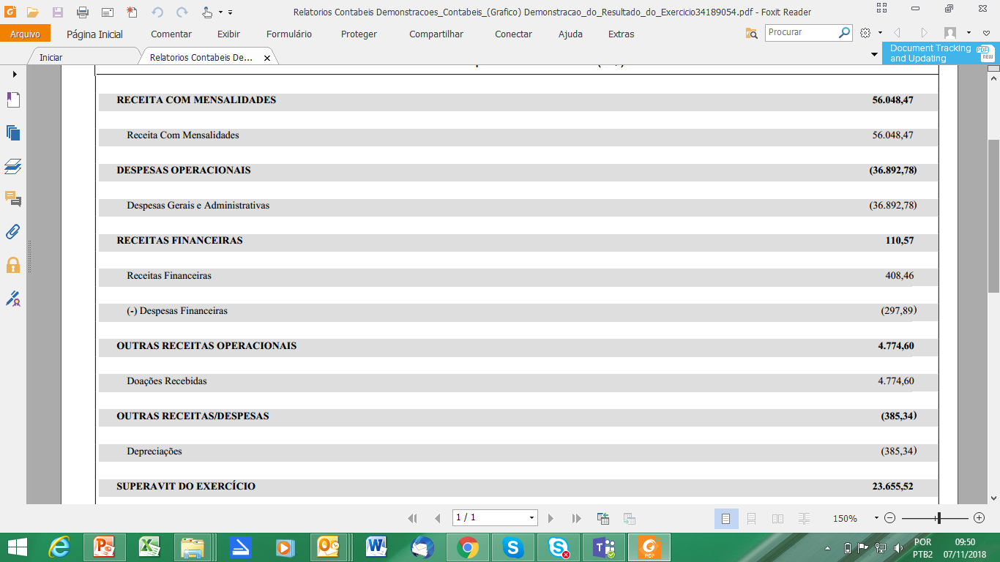 Relatorios Contabeis Demonstracoes_Contabeis_(Grafico) Demonstracao_do_Resultado_do_Exercicio34189054.pdf - Foxit Reader
Arquivo Página Inicial Comentar Exibir Formulário Proteger Compartilhar Conectar Ajuda Extras Procurar
Iniciar Relatorios Contabeis De... Document Tracking
and Updating PDF NEW
RECEITA COM MENSALIDADES 56.048,47
Receita Com Mensalidades 56.048,47
DESPESAS OPERACIONAIS (36.892,78)
Despesas Gerais e Administrativas (36.892,78)
RECEITAS FINANCEIRAS 110,57
Receitas Financeiras 408,46
(-) Despesas Financeiras (297,89)
OUTRAS RECEITAS OPERACIONAIS 4.774,60
Doações Recebidas 4.774,60
OUTRAS RECEITAS/DESPESAS (385,34)
Depreciações (385,34)
SUPERAVIT DO EXERCÍCIO 23.655,52
1 / 1 150%
POR 09:50
PTB2 07/11/2018